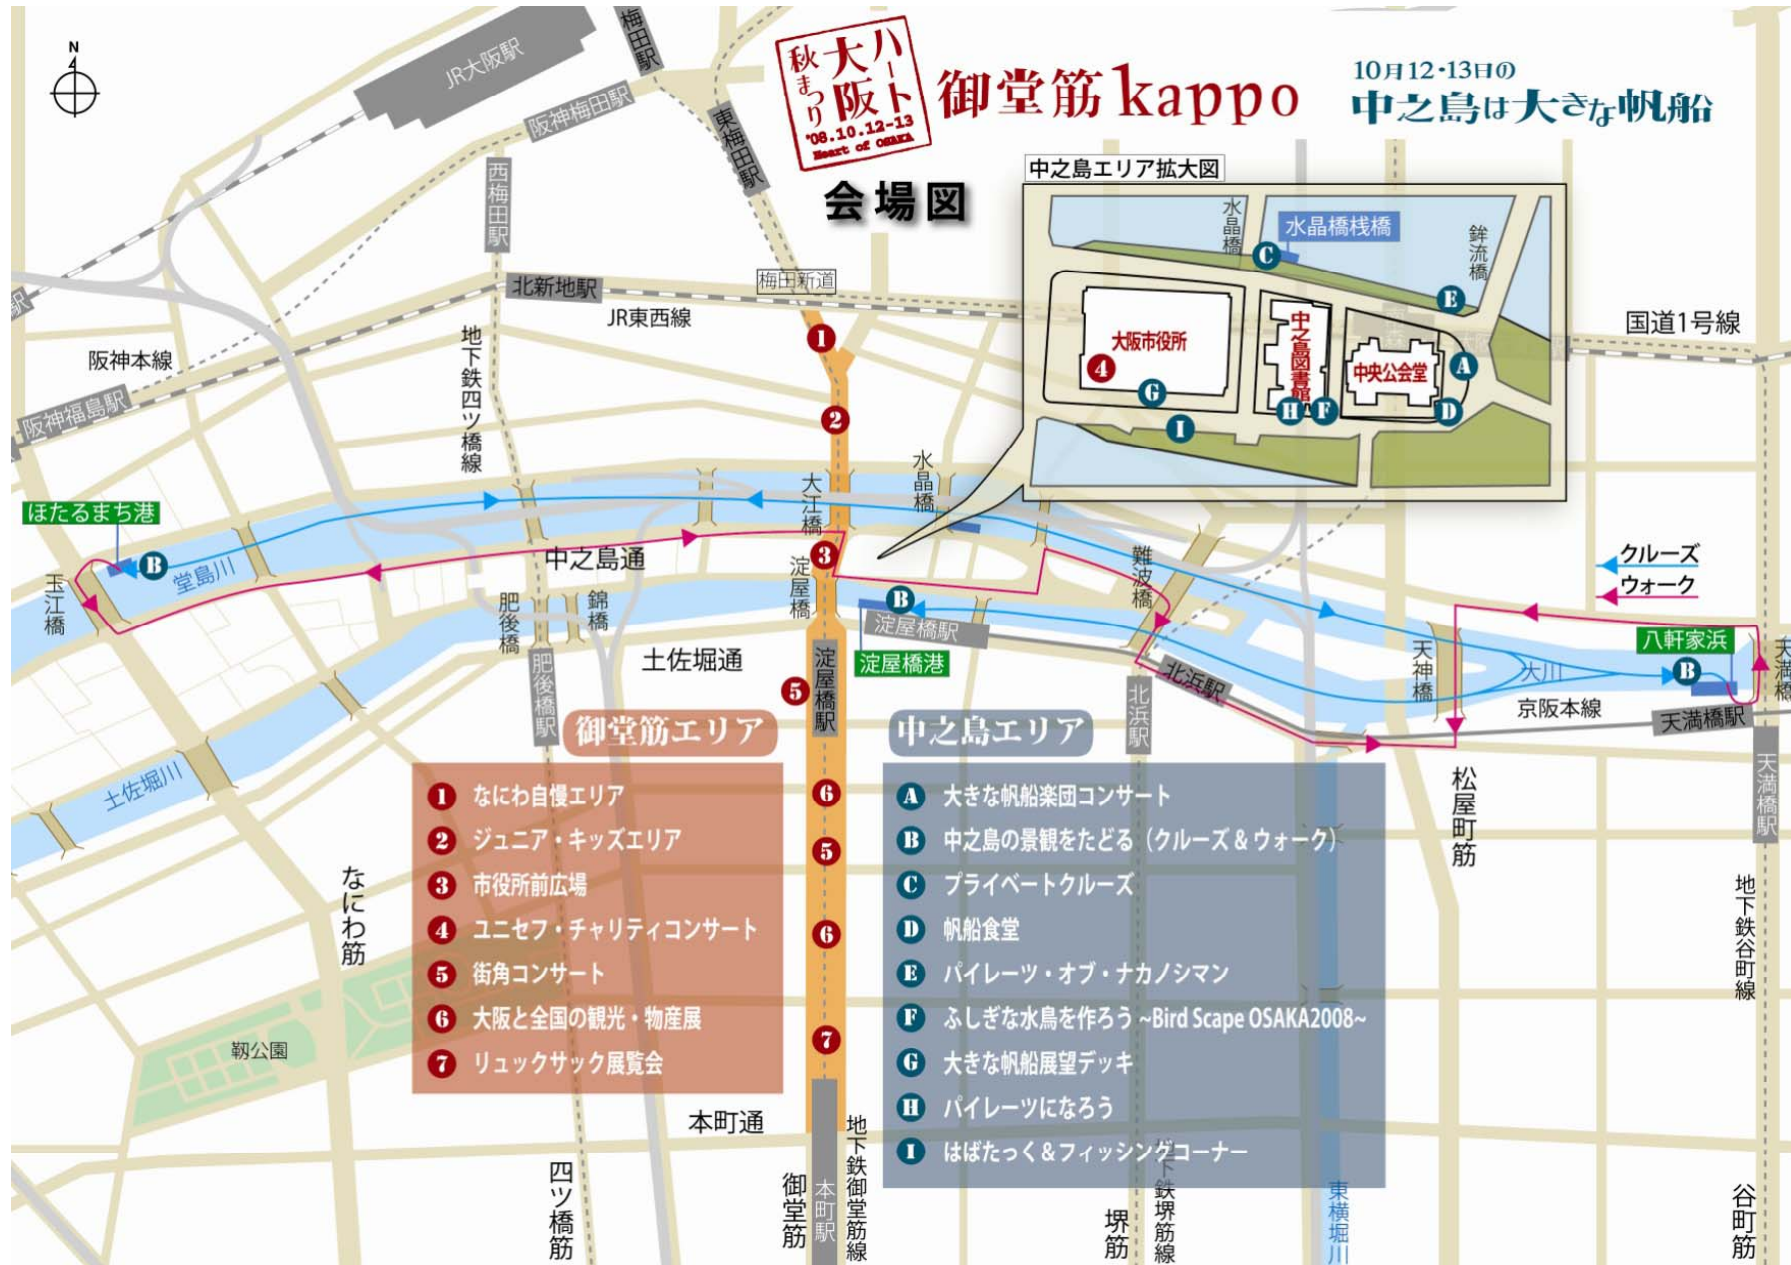 N
JR大阪駅
梅田駅
阪神梅田駅
東梅田駅
西梅田駅
ハート
大阪
秋まつり
'08.10.12-13
Heart of OSAKA
御堂筋kappo
10月12・13日の
中之島は大きな帆船
会場図
中之島エリア拡大図
水晶橋
水晶橋桟橋
鉾流橋
C
E
大阪市役所
中之島図書館
中央公会堂
4
A
G
H
F
D
I
梅田新道
北新地駅
JR東西線
国道1号線
阪神本線
地下鉄四ツ橋線
阪神福島駅
1
2
大江橋
水晶橋
ほたるまち港
B
堂島川
玉江橋
中之島通
3
淀屋橋
肥後橋
錦橋
難波橋
クルーズ
ウォーク
B
淀屋橋駅
淀屋橋港
土佐堀通
肥後橋駅
淀屋橋駅
5
北浜駅
北浜駅
天神橋
大川
八軒家浜
B
天満橋
京阪本線
天満橋駅
天満橋駅
土佐堀川
御堂筋エリア
1 なにわ自慢エリア
2 ジュニア・キッズエリア
3 市役所前広場
4 ユニセフ・チャリティコンサート
5 街角コンサート
6 大阪と全国の観光・物産展
7 リュックサック展覧会
6
5
6
7
中之島エリア
A 大きな帆船楽団コンサート
B 中之島の景観をたどる（クルーズ＆ウォーク）
C プライベートクルーズ
D 帆船食堂
E パイレーツ・オブ・ナカノシマン
F ふしぎな水鳥を作ろう~Bird Scape OSAKA2008~
G 大きな帆船展望デッキ
H パイレーツになろう
I はばたっく＆フィッシングコーナー
松屋町筋
地下鉄谷町線
なにわ筋
靭公園
本町通
四ツ橋筋
御堂筋
本町駅
地下鉄御堂筋線
堺筋
地下鉄堺筋線
東横堀川
谷町筋